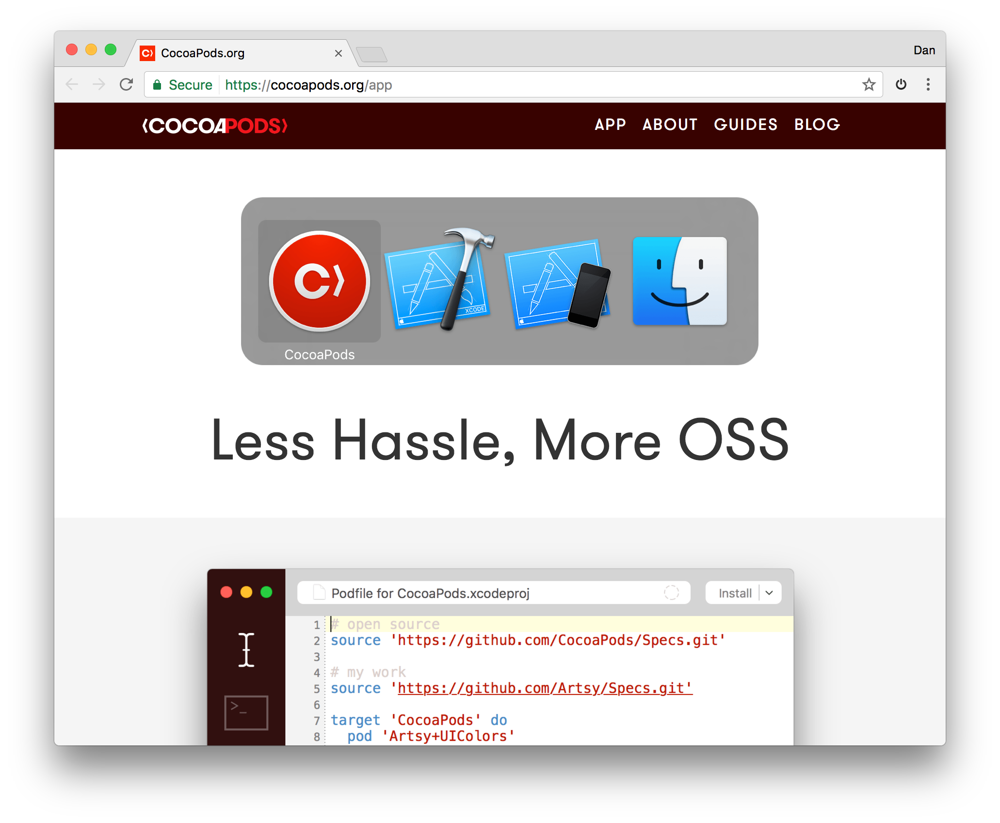 CocoaPods.org
Dan
Secure https://cocoapods.org/app
COCOAPODS
APP ABOUT GUIDES BLOG
XCODE
CocoaPods
Less Hassle, More OSS
Podfile for CocoaPods.xcodeproj
Install
1 # open source
2 source 'https://github.com/CocoaPods/Specs.git'
3
4 # my work
5 source 'https://github.com/Artsy/Specs.git'
6
7 target 'CocoaPods' do
8 pod 'Artsy+UIColors'